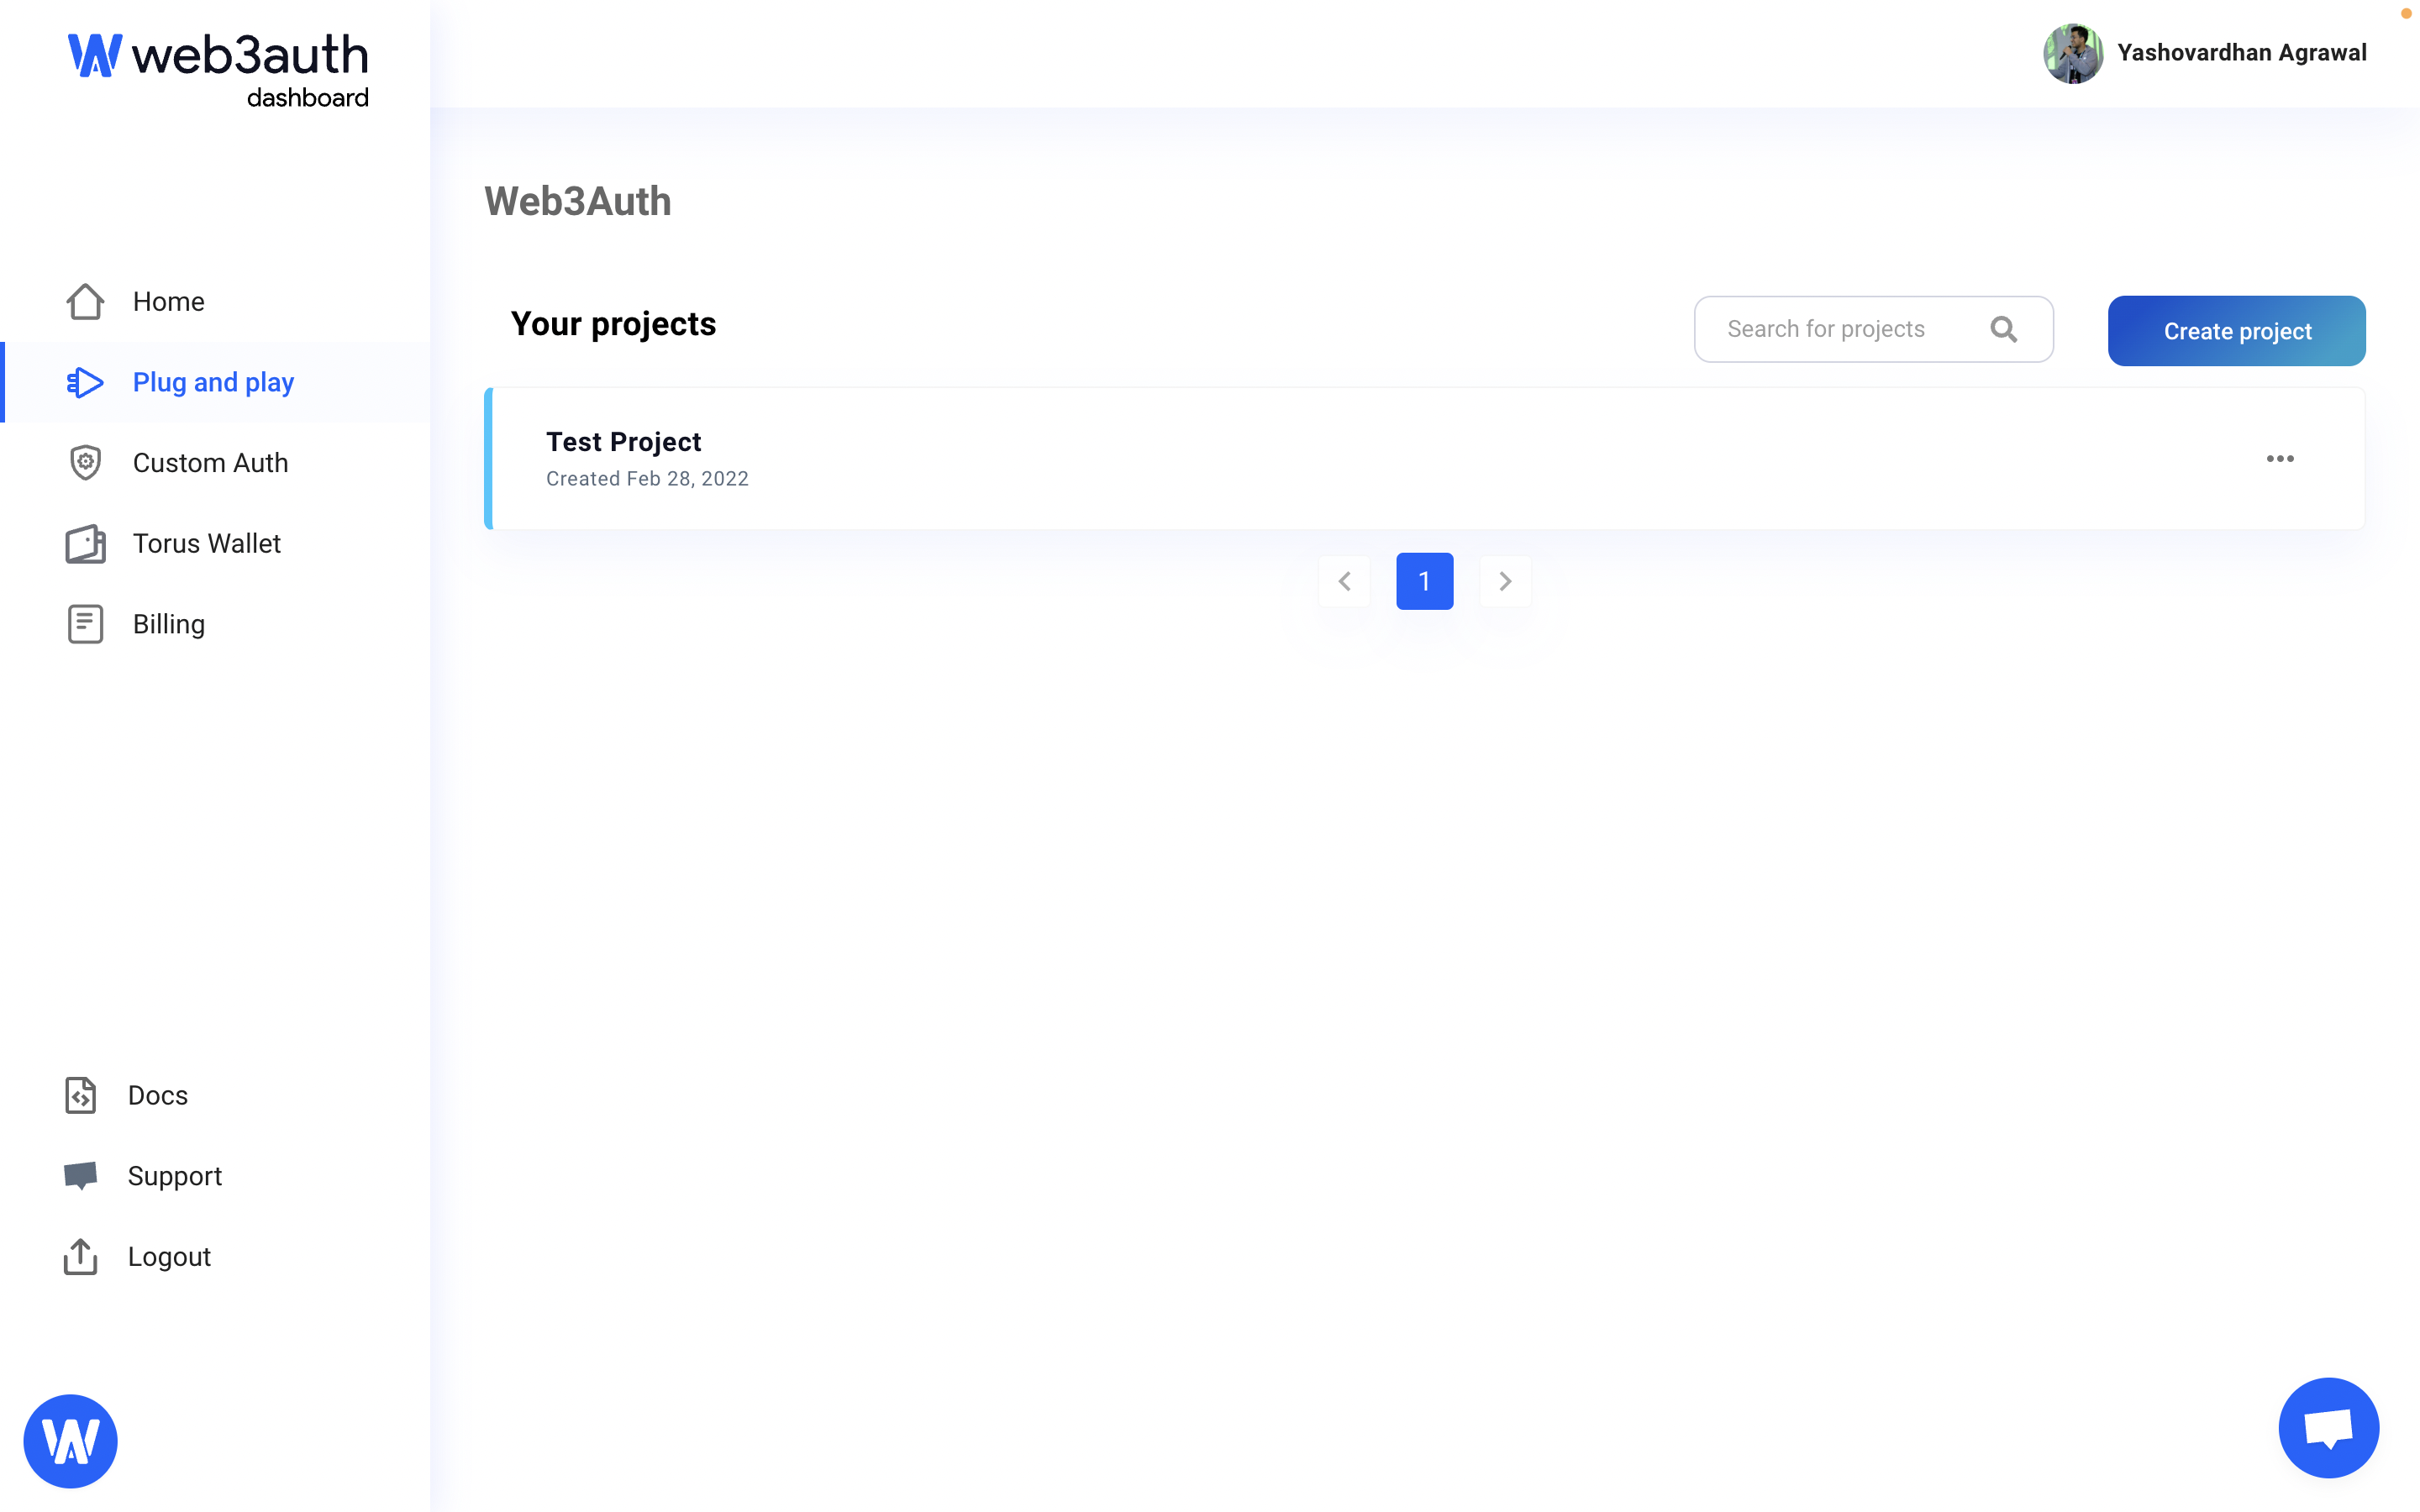 web3auth
dashboard
Yashovardhan Agrawal
Web3Auth
Home
Plug and play
Custom Auth
Torus Wallet
Billing
Your projects
Search for projects
Create project
Test Project
Created Feb 28, 2022
1
Docs
Support
Logout